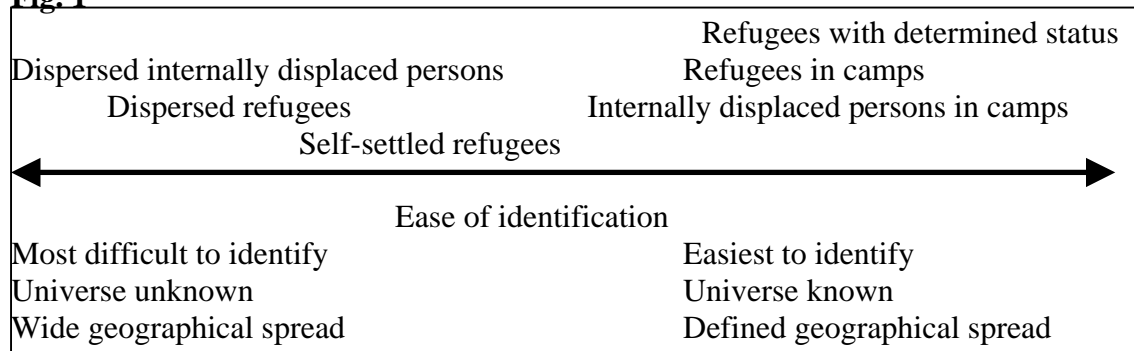 Fig. 1
Refugees with determined status
Dispersed internally displaced persons Refugees in camps
Dispersed refugees Internally displaced persons in camps
Self-settled refugees
Ease of identification
Most difficult to identify Easiest to identify
Universe unknown Universe known
Wide geographical spread Defined geographical spread